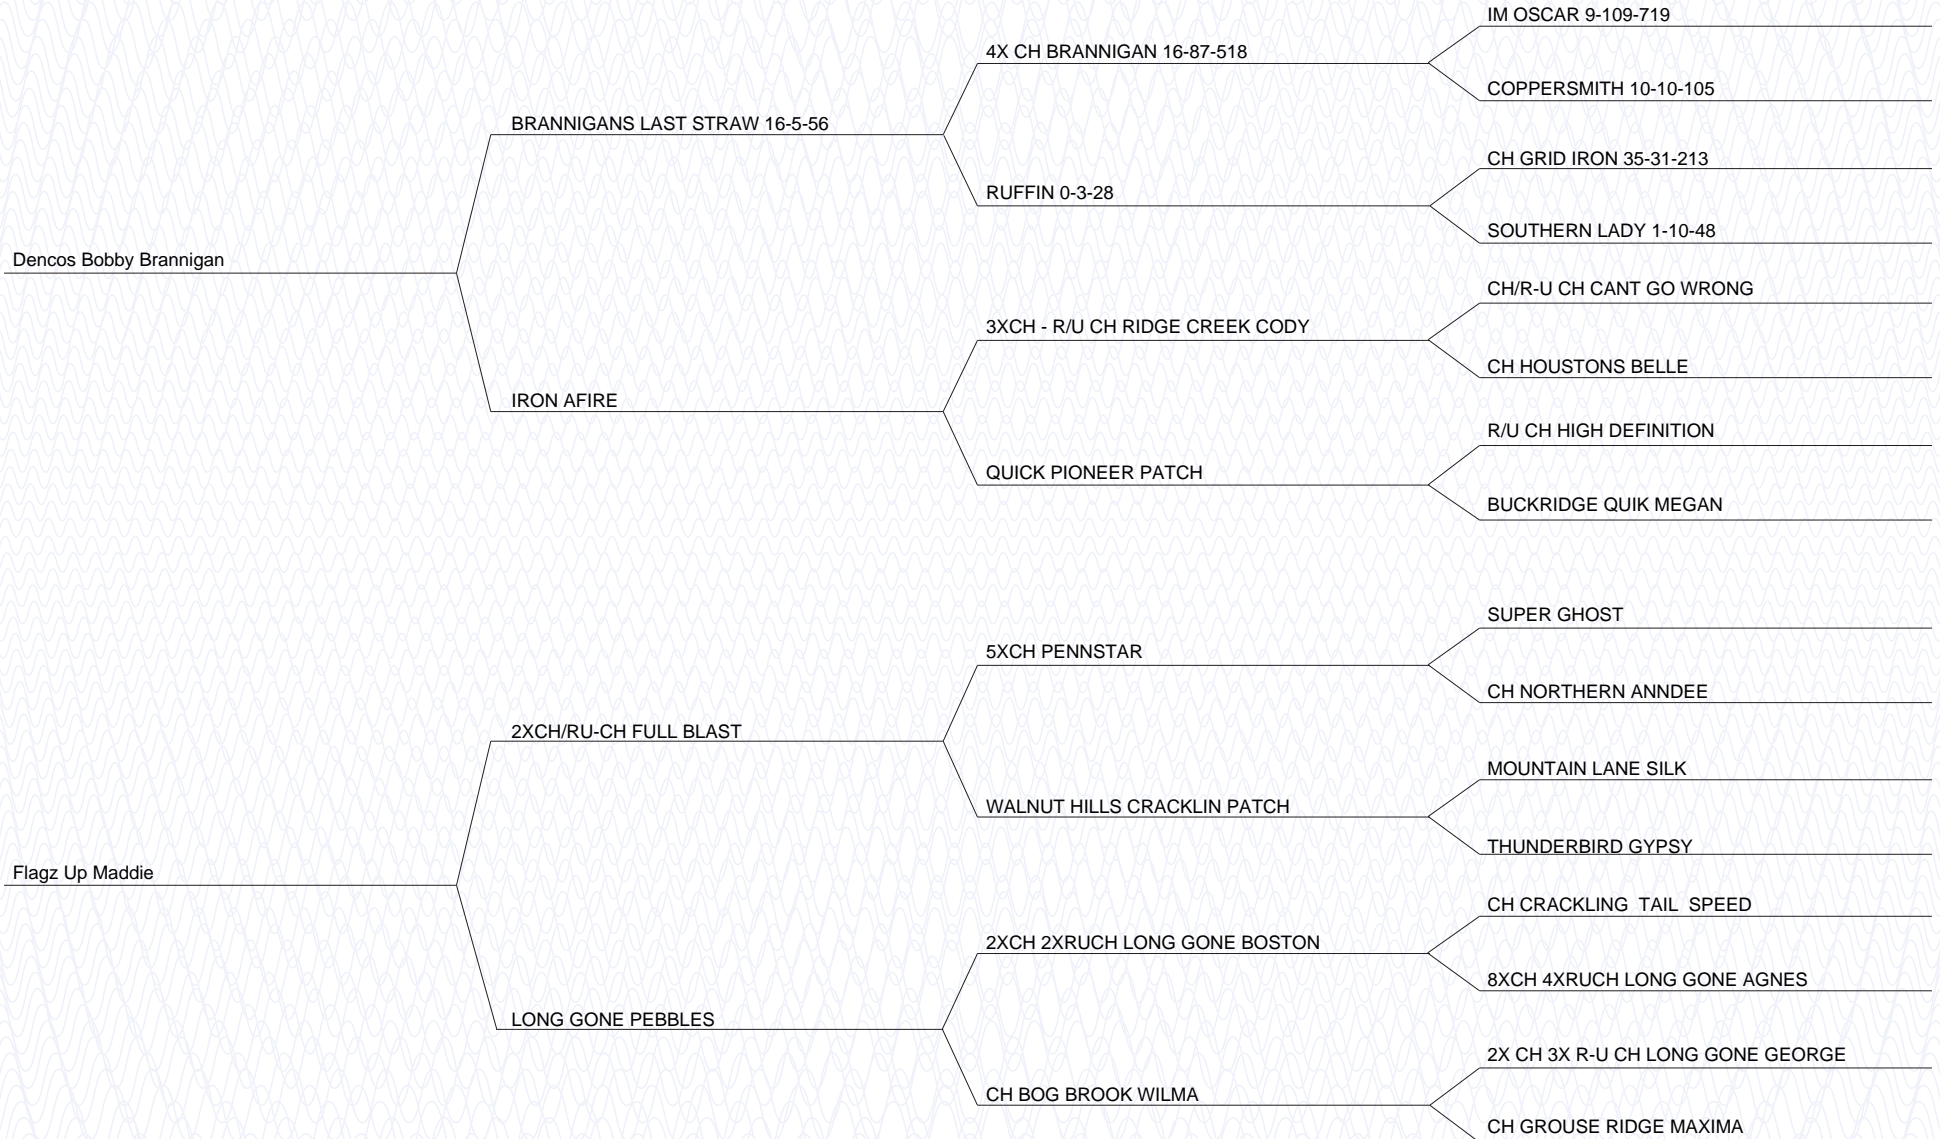 IM OSCAR 9-109-719
4X CH BRANNIGAN 16-87-518
COPPERSMITH 10-10-105
BRANNIGANS LAST STRAW 16-5-56
CH GRID IRON 35-31-213
RUFFIN 0-3-28
SOUTHERN LADY 1-10-48
Dencos Bobby Brannigan
CH/R-U CH CANT GO WRONG
3XCH - R/U CH RIDGE CREEK CODY
CH HOUSTONS BELLE
IRON AFIRE
R/U CH HIGH DEFINITION
QUICK PIONEER PATCH
BUCKRIDGE QUIK MEGAN
SUPER GHOST
5XCH PENNSTAR
CH NORTHERN ANNDEE
2XCH/RU-CH FULL BLAST
MOUNTAIN LANE SILK
WALNUT HILLS CRACKLIN PATCH
THUNDERBIRD GYPSY
Flagz Up Maddie
CH CRACKLING  TAIL  SPEED
2XCH 2XRUCH LONG GONE BOSTON
8XCH 4XRUCH LONG GONE AGNES
LONG GONE PEBBLES
2X CH 3X R-U CH LONG GONE GEORGE
CH BOG BROOK WILMA
CH GROUSE RIDGE MAXIMA